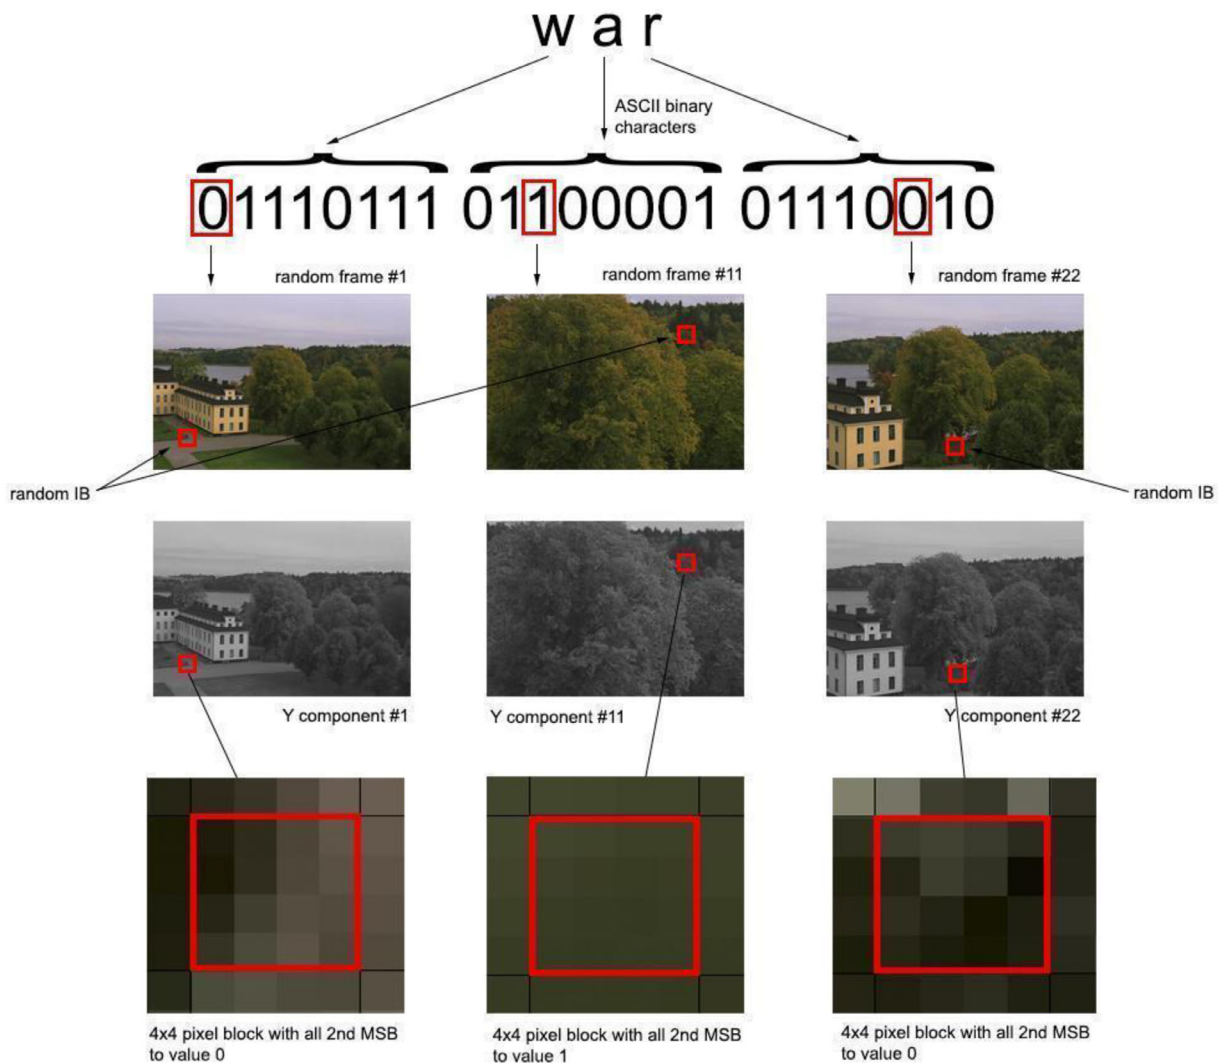 w a r
ASCII binary
characters
01110111 01100001 01110010
random frame #1
random frame #11
random frame #22
random IB
random IB
Y component #1
Y component #11
Y component #22
4x4 pixel block with all 2nd MSB
to value 0
4x4 pixel block with all 2nd MSB
to value 1
4x4 pixel block with all 2nd MSB
to value 0